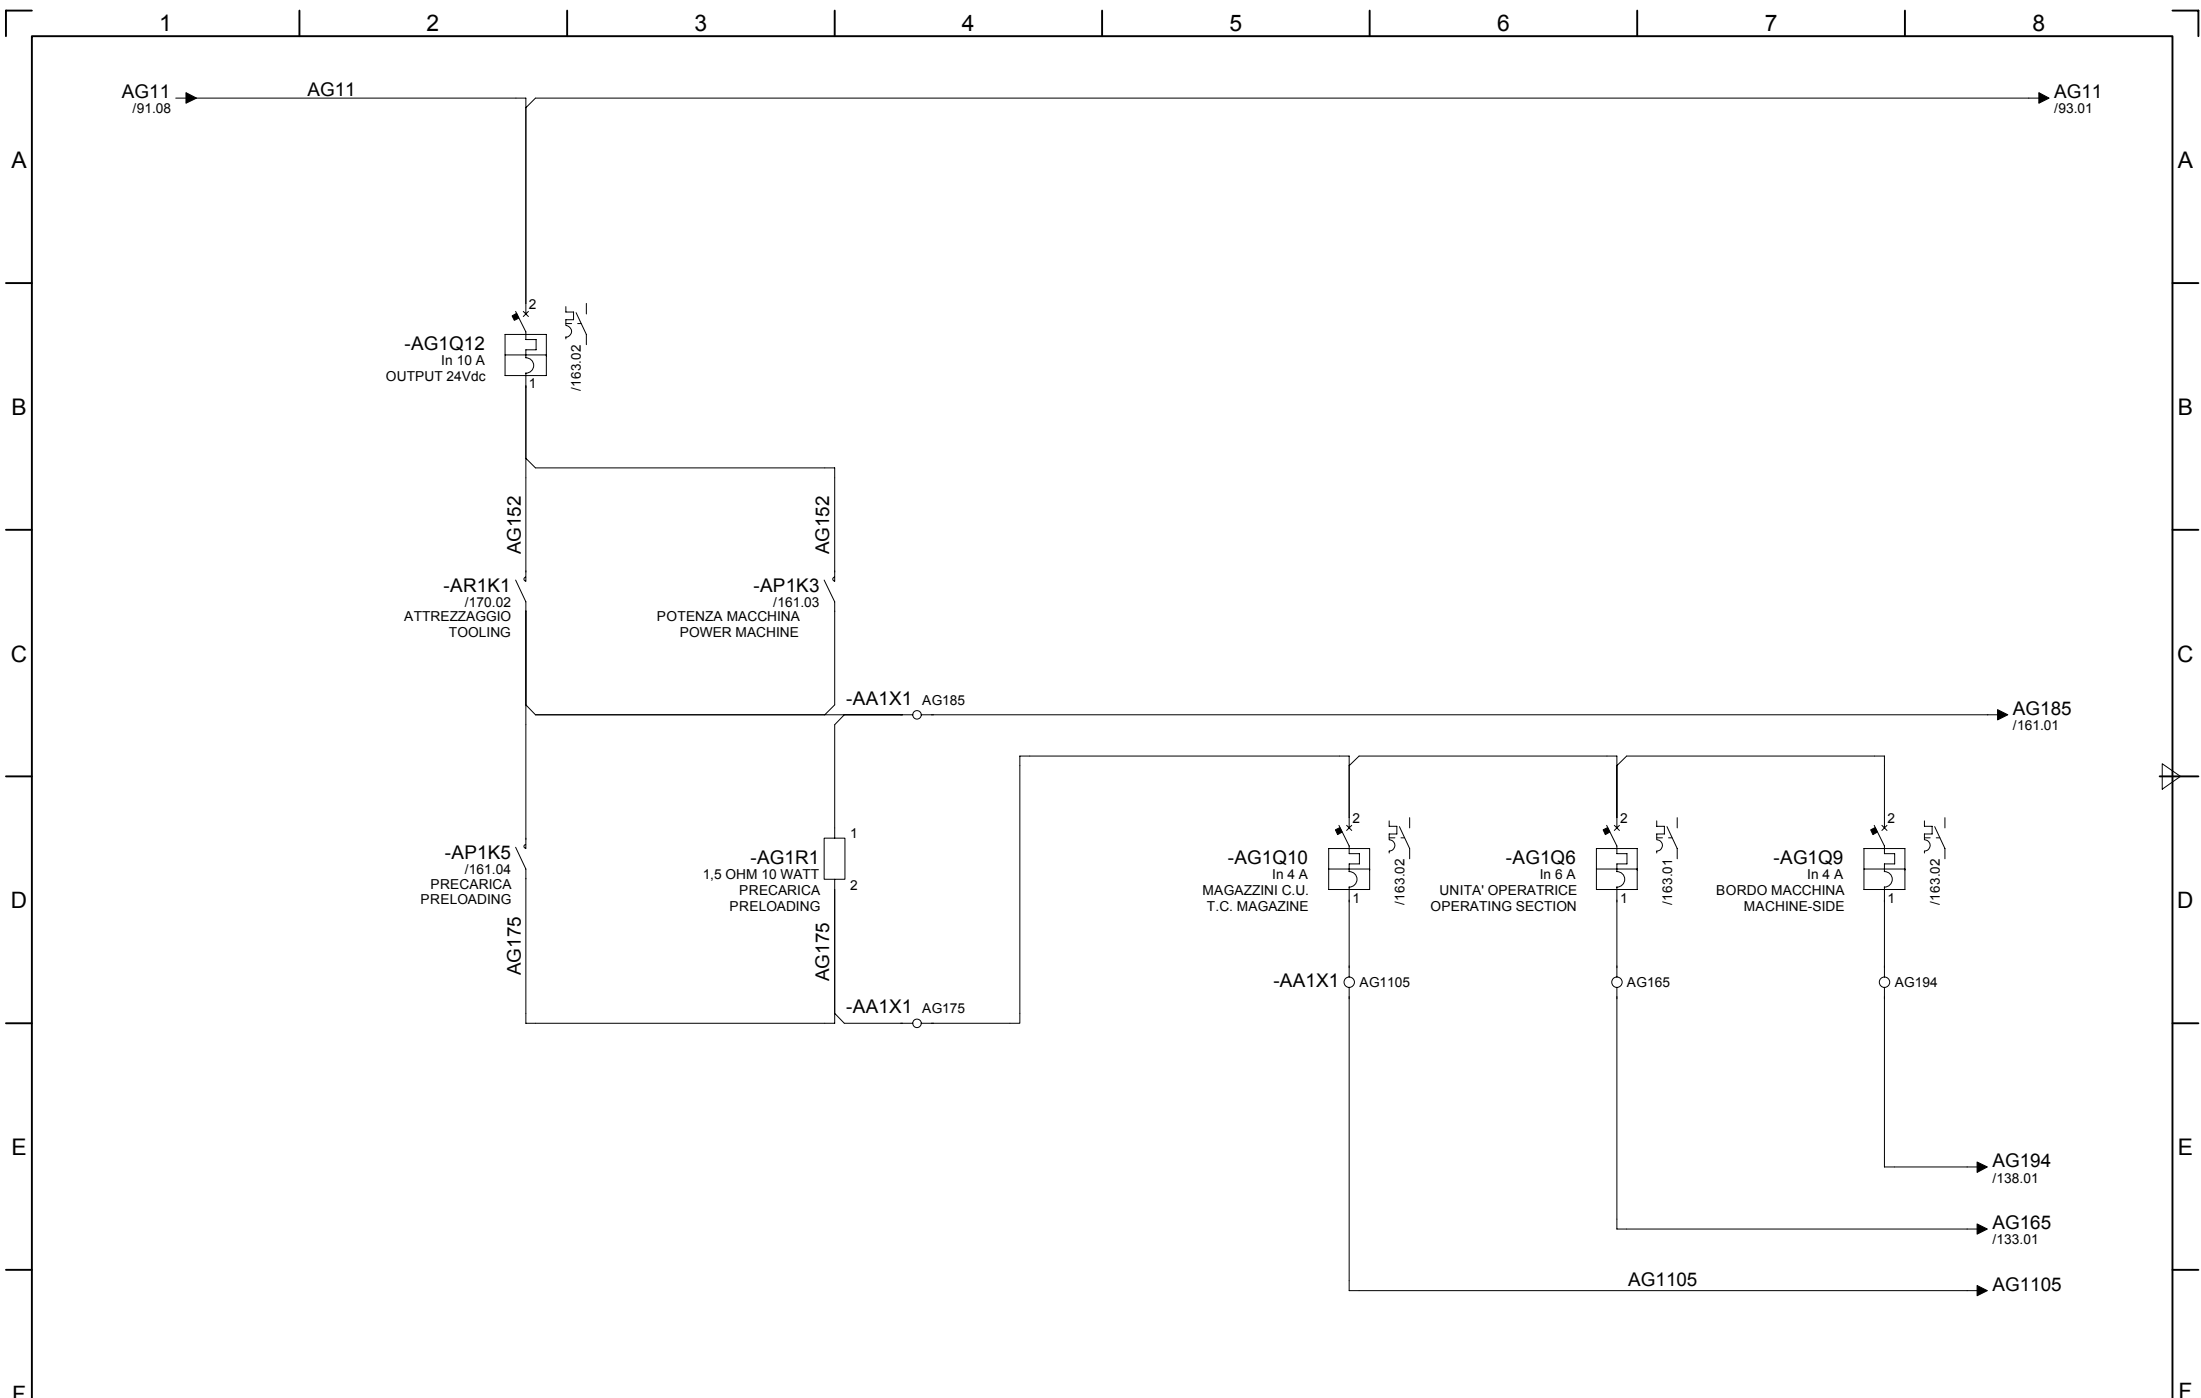 1 2 3 4 5 6 7 8
AG11 AG11 AG11
/91.08 /93.01
A A
2
-AG1Q12
In 10 A
OUTPUT 24Vdc
1
/163.02
B B
AG152 AG152
-AR1K1
/170.02
ATTREZZAGGIO
TOOLING
-AP1K3
/161.03
POTENZA MACCHINA
POWER MACHINE
C C
-AA1X1 AG185
AG185
/161.01
-AP1K5
/161.04
PRECARICA
PRELOADING
AG175
1
-AG1R1
1,5 OHM 10 WATT
2
PRECARICA
PRELOADING
AG175
2
-AG1Q10
In 4 A
MAGAZZINI C.U.
T.C. MAGAZINE
1
/163.02
2
-AG1Q6
In 6 A
UNITA' OPERATRICE
OPERATING SECTION
1
/163.01
2
-AG1Q9
In 4 A
BORDO MACCHINA
MACHINE-SIDE
1
/163.02
D D
-AA1X1 AG1105 AG165 AG194
-AA1X1 AG175
E E
AG194
/138.01
AG165
/133.01
AG1105 AG1105
F F